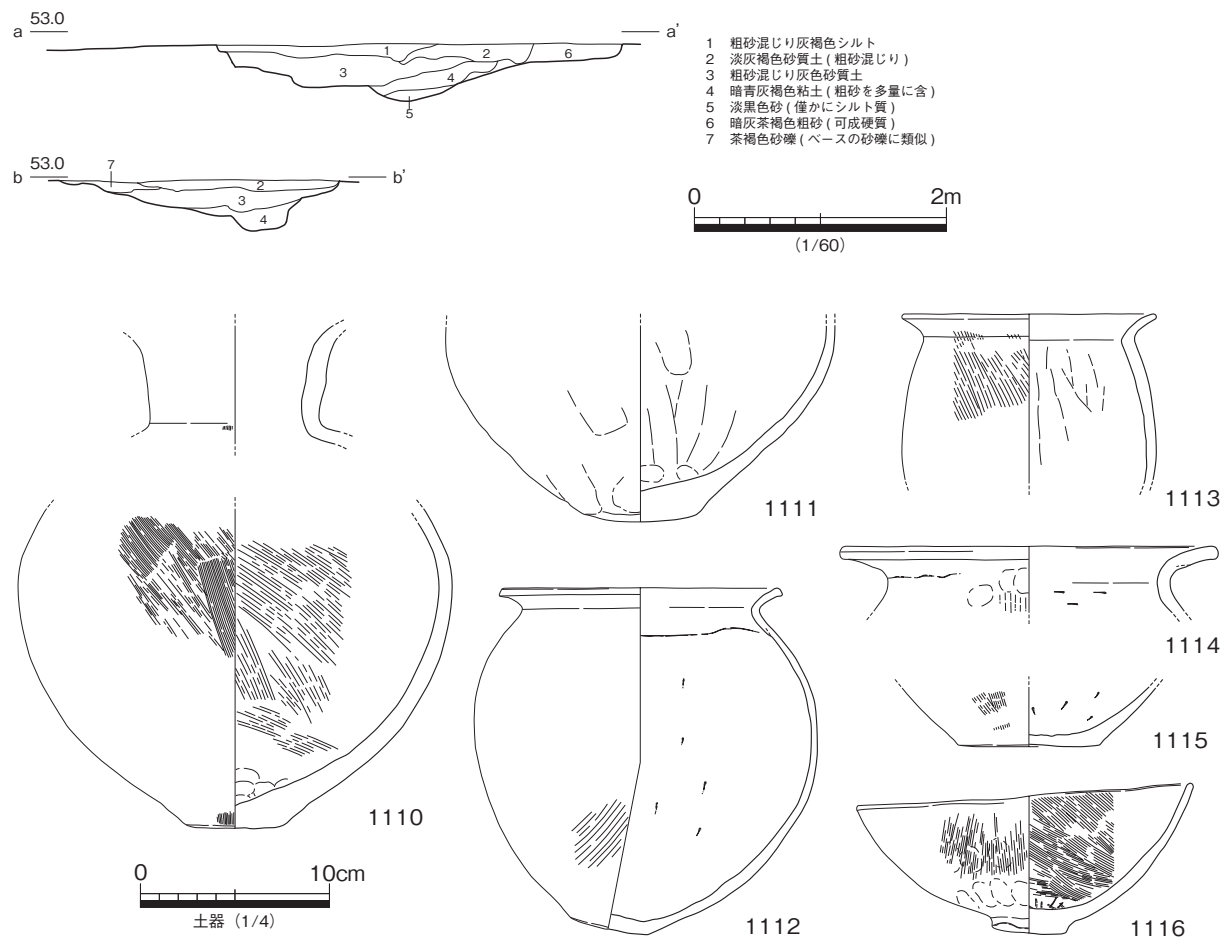 a 53.0 a'
1 2 6
3 4
5
1 粗砂混じり灰褐色シルト
2 淡灰褐色砂質土 ( 粗砂混じり )
3 粗砂混じり灰色砂質土
4 暗青灰褐色粘土 ( 粗砂を多量に含 )
5 淡黒色砂 ( 僅かにシルト質 )
6 暗灰茶褐色粗砂 ( 可成硬質 )
7 茶褐色砂礫 ( ベースの砂礫に類似 )
7
b 53.0 b'
2
3
4
0 2m
(1/60)
1111
1113
1114
1115
1110
1112
1116
0 10cm
土器 (1/4)